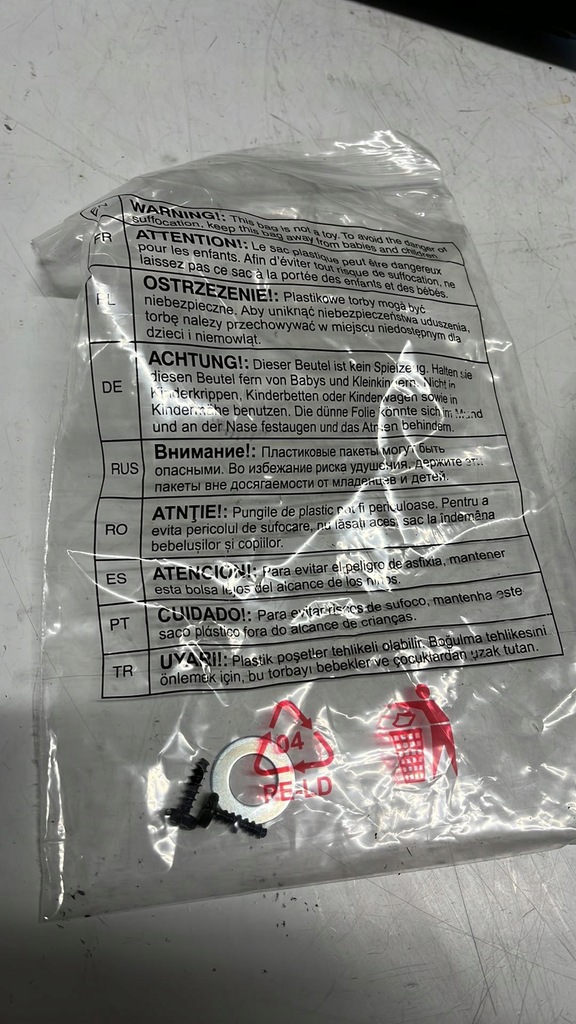 EN WARNING!: This bag is not a toy. To avoid the danger of
suffocation, keep this bag away from babies and children.
FR ATTENTION!: Le sac plastique peut être dangereux
pour les enfants. Afin d'éviter tout risque de suffocation, ne
laissez pas ce sac à la portée des enfants et des bébés.
PL OSTRZEZENIE!: Plastikowe torby mogą być
niebezpieczne. Aby uniknąć niebezpieczeństwa uduszenia,
torbę nalezy przechowywać w miejscu niedostępnym dla
dzieci i niemowląt.
DE ACHTUNG!: Dieser Beutel ist kein Spielzeug. Halten sie
diesen Beutel fern von Babys und Kleinkindern. Nicht in
Kinderkrippen, Kinderbetten oder Kinderwagen sowie in
Kindernähe benutzen. Die dünne Folie könnte sich im Mund
und an der Nase festaugen und das Atmen behindern.
RUS Внимание!: Пластиковые пакеты могут быть
опасными. Во избежание риска удушения, держите эти
пакеты вне досягаемости от младенцев и детей.
RO ATNŢIE!: Pungile de plastic pot fi periculoase. Pentru a
evita pericolul de sufocare, nu lăsați acest sac la îndemâna
bebelușilor și copiilor.
ES ATENCIÓN!: Para evitar el peligro de asfixia, mantener
esta bolsa lejos del alcance de los niños.
PT CUIDADO!: Para evitar riscos de sufoco, mantenha este
saco plástico fora do alcance de crianças.
TR UYARI!: Plastik poşetler tehlikeli olabilir. Boğulma tehlikesini
önlemek için, bu torbayı bebekler ve çocuklardan uzak tutan.
04
PE-LD